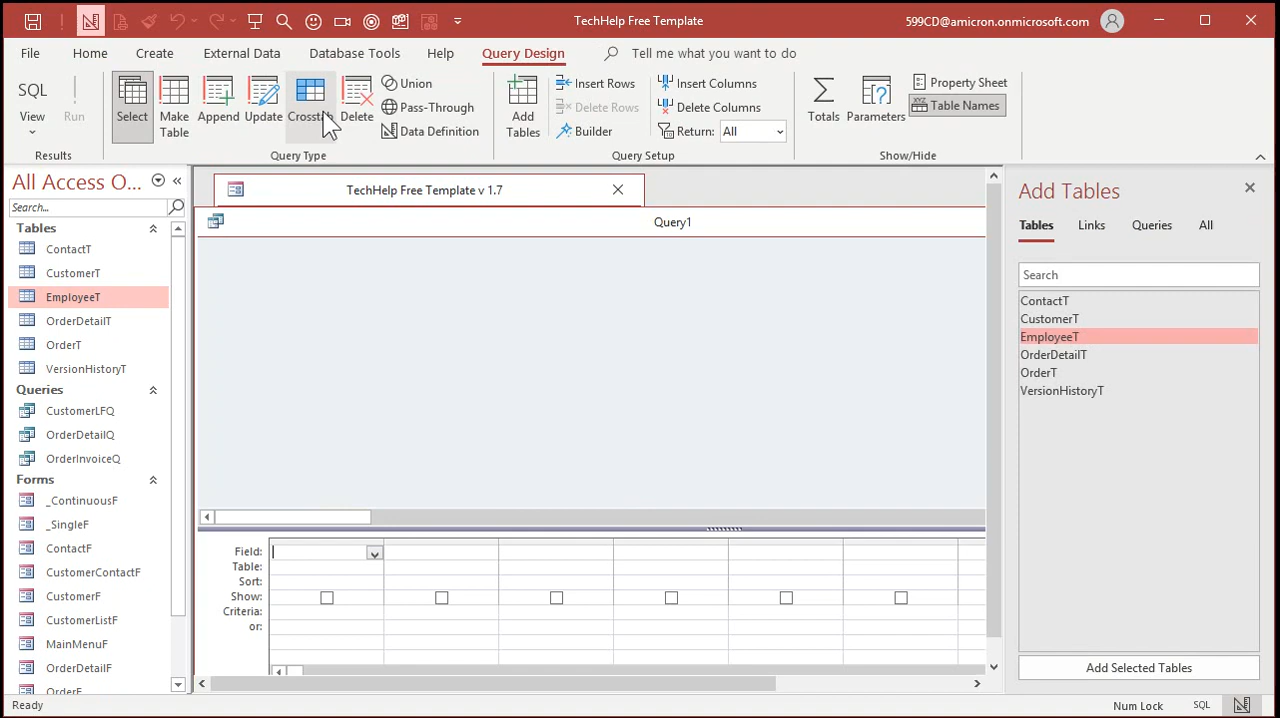 TechHelp Free Template
599CD@amicron.onmicrosoft.com
File Home Create External Data Database Tools Help Query Design Tell me what you want to do
SQL
View
Run
Results
Select
Make Table
Append
Update
Crosstab
Delete
Union
Pass-Through
Data Definition
Query Type
Add Tables
Insert Rows
Delete Rows
Builder
Insert Columns
Delete Columns
Return: All
Query Setup
Totals
Parameters
Property Sheet
Table Names
Show/Hide
All Access O...
Search...
Tables
ContactT
CustomerT
EmployeeT
OrderDetailT
OrderT
VersionHistoryT
Queries
CustomerLFQ
OrderDetailQ
OrderInvoiceQ
Forms
_ContinuousF
_SingleF
ContactF
CustomerContactF
CustomerF
CustomerListF
MainMenuF
OrderDetailF
OrderF
TechHelp Free Template v 1.7
Query1
Field:
Table:
Sort:
Show:
Criteria:
or:
Add Tables
Tables Links Queries All
Search
ContactT
CustomerT
EmployeeT
OrderDetailT
OrderT
VersionHistoryT
Add Selected Tables
Ready
Num Lock
SQL